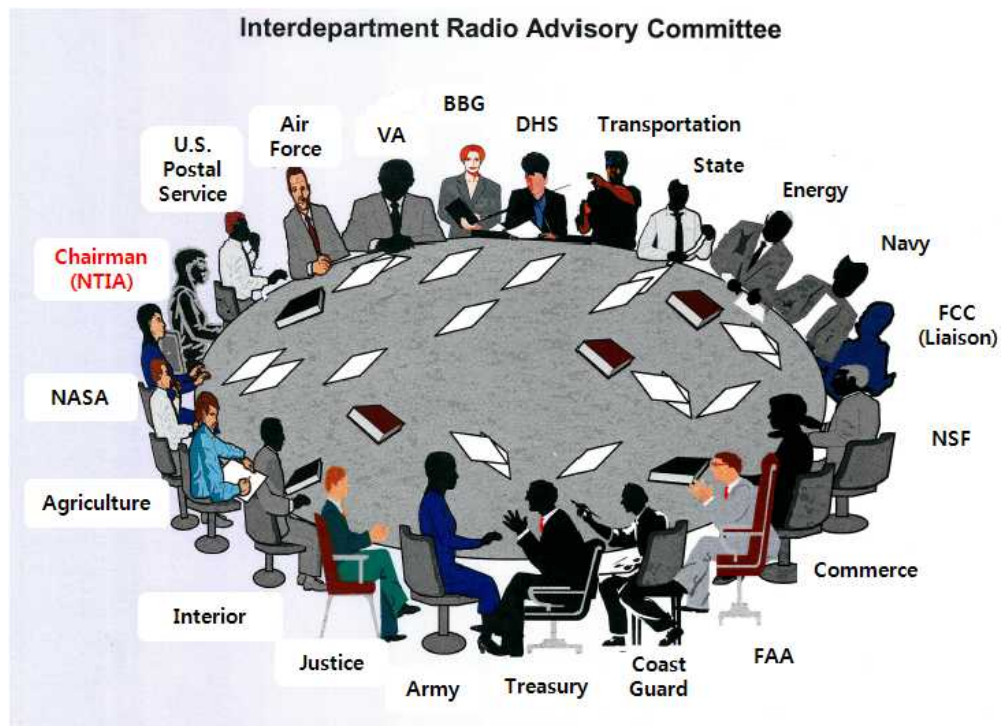 Interdepartment Radio Advisory Committee
BBG
Air
Force
VA
DHS
Transportation
U.S.
Postal
Service
State
Energy
Navy
Chairman
(NTIA)
FCC
(Liaison)
NASA
NSF
Agriculture
Commerce
Interior
Justice
Army
Treasury
Coast
Guard
FAA